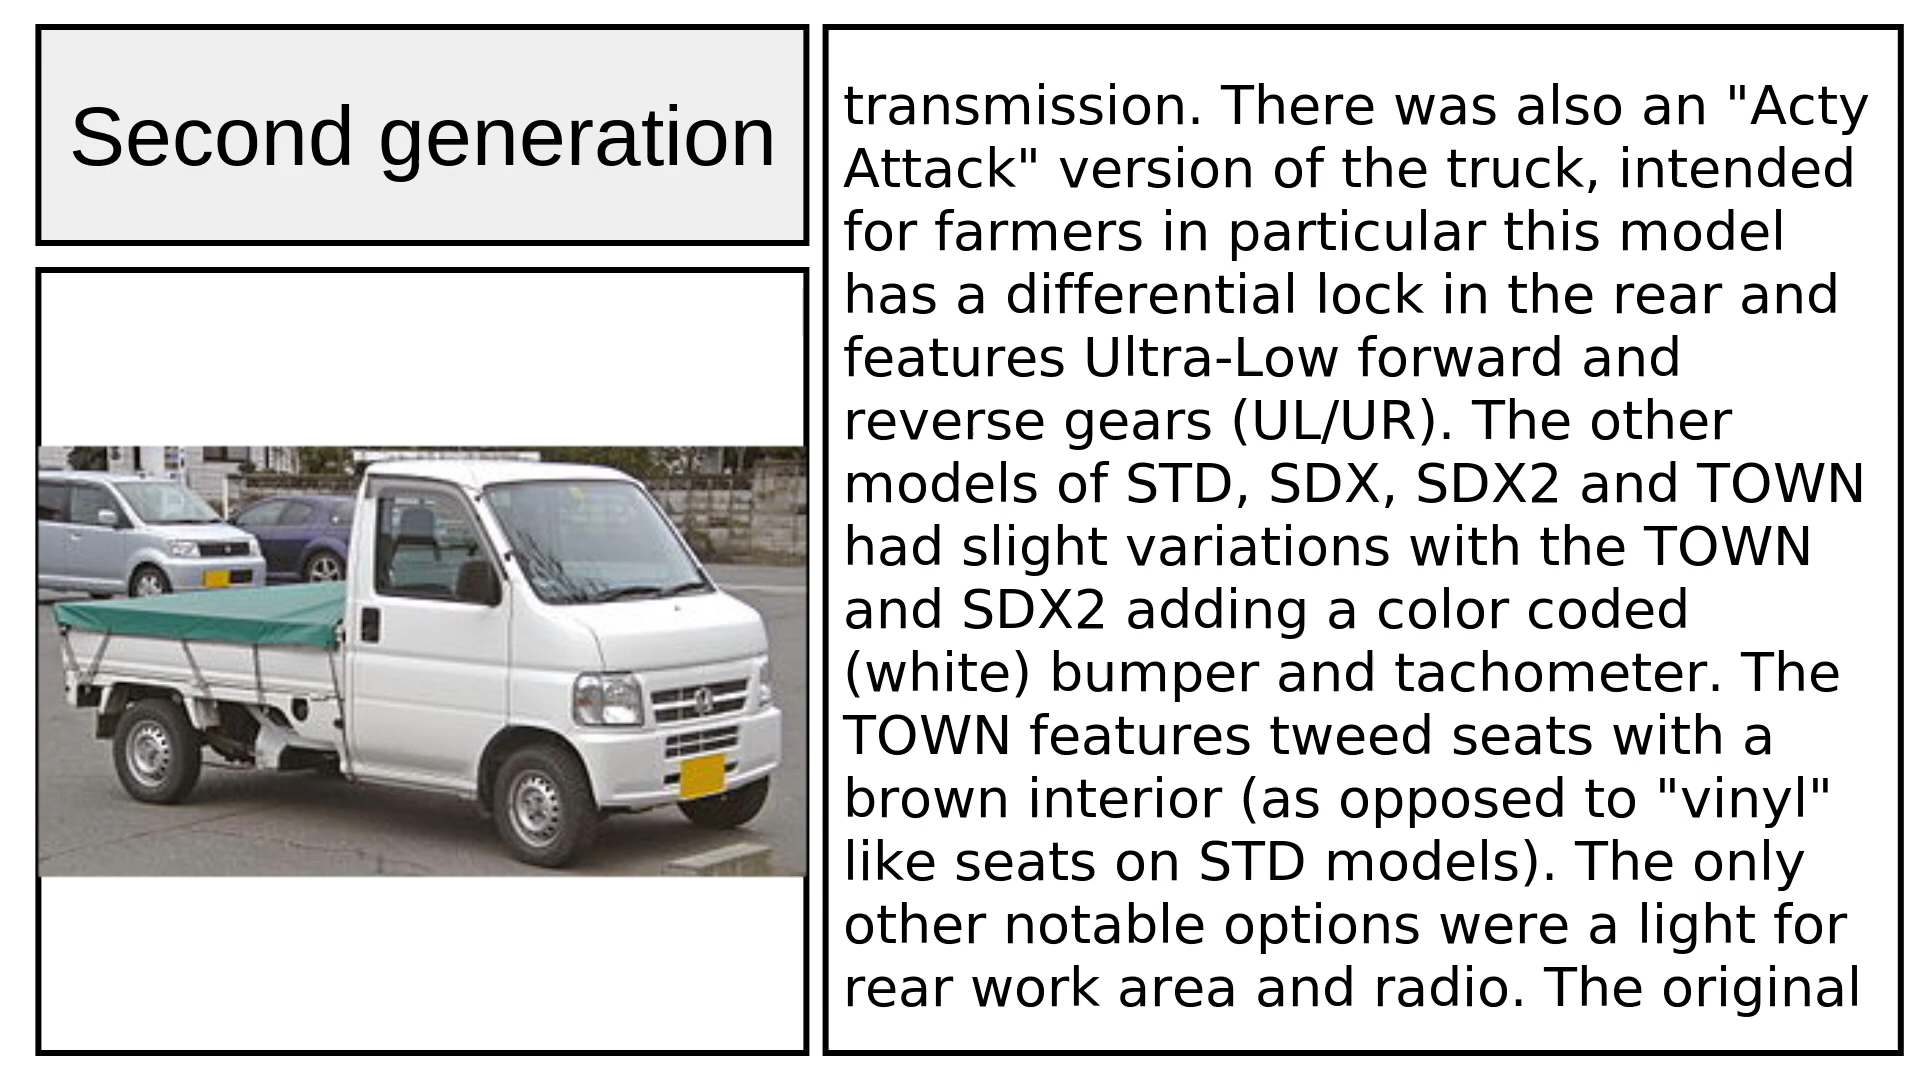 Second generation
transmission. There was also an "Acty
Attack" version of the truck, intended
for farmers in particular this model
has a differential lock in the rear and
features Ultra-Low forward and
reverse gears (UL/UR). The other
models of STD, SDX, SDX2 and TOWN
had slight variations with the TOWN
and SDX2 adding a color coded
(white) bumper and tachometer. The
TOWN features tweed seats with a
brown interior (as opposed to "vinyl"
like seats on STD models). The only
other notable options were a light for
rear work area and radio. The original